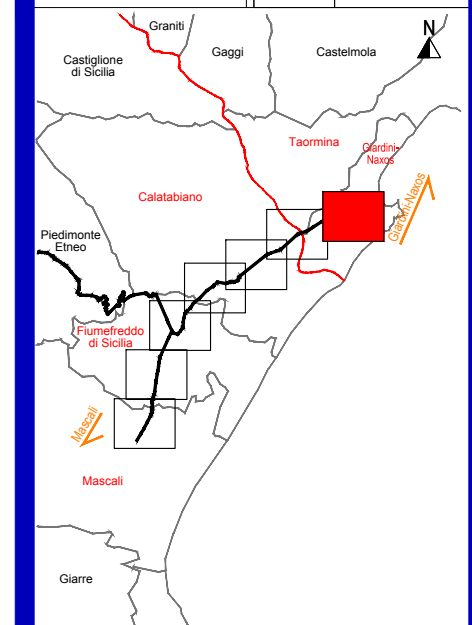 Graniti
N
Gaggi
Castelmola
Castiglione
di Sicilia
Taormina
Giardini-
Naxos
Calatabiano
Giardini-Naxos
Piedimonte
Etneo
Fiumefreddo
di Sicilia
Mascali
Mascali
Giarre